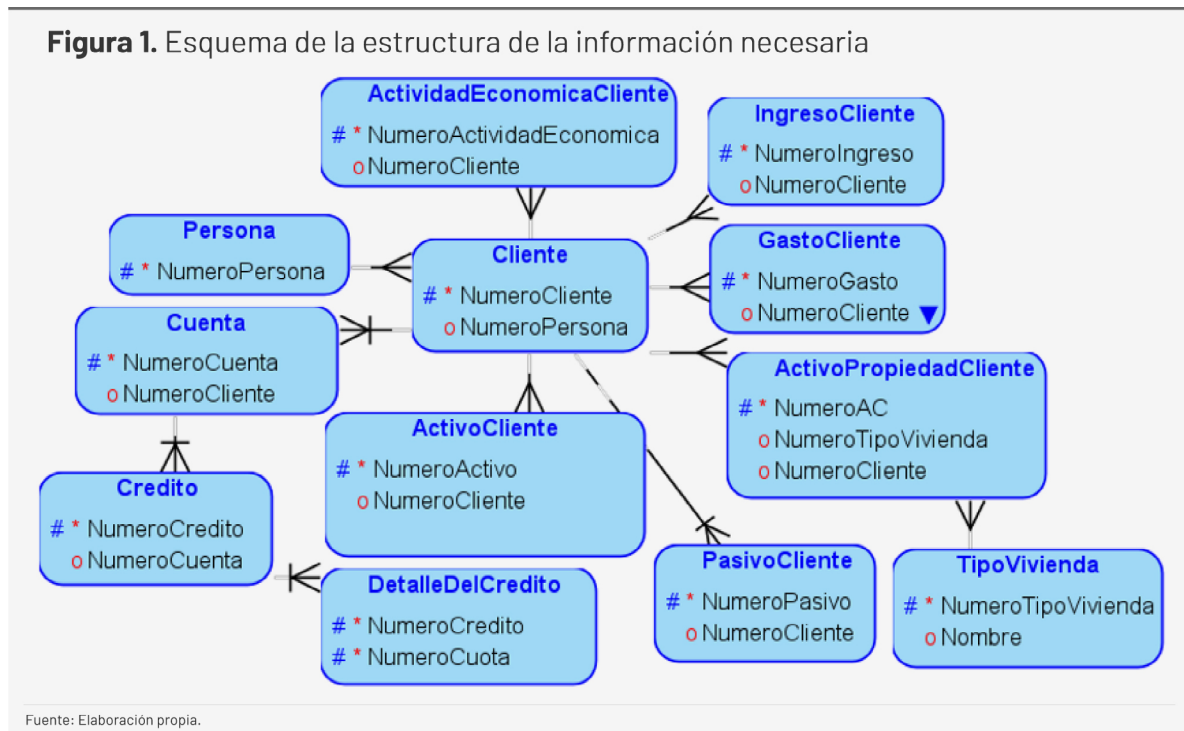 Figura 1. Esquema de la estructura de la información necesaria
ActividadEconomicaCliente
# * NumeroActividadEconomica
o NumeroCliente
IngresoCliente
# * NumeroIngreso
o NumeroCliente
Persona
# * NumeroPersona
Cliente
# * NumeroCliente
o NumeroPersona
GastoCliente
# * NumeroGasto
o NumeroCliente
Cuenta
# * NumeroCuenta
o NumeroCliente
ActivoPropiedadCliente
# * NumeroAC
o NumeroTipoVivienda
o NumeroCliente
ActivoCliente
# * NumeroActivo
o NumeroCliente
Credito
# * NumeroCredito
o NumeroCuenta
DetalleDelCredito
# * NumeroCredito
# * NumeroCuota
PasivoCliente
# * NumeroPasivo
o NumeroCliente
TipoVivienda
# * NumeroTipoVivienda
o Nombre
Fuente: Elaboración propia.